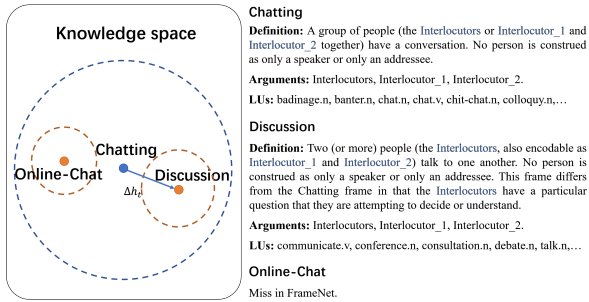 Knowledge space
Chatting
Online-Chat
Discussion
Δhₜ
Chatting
Definition: A group of people (the Interlocutors or Interlocutor_1 and
Interlocutor_2 together) have a conversation. No person is construed
as only a speaker or only an addressee.
Arguments: Interlocutors, Interlocutor_1, Interlocutor_2.
LUs: badinage.n, banter.n, chat.n, chat.v, chit-chat.n, colloquy.n,…
Discussion
Definition: Two (or more) people (the Interlocutors, also encodable as
Interlocutor_1 and Interlocutor_2) talk to one another. No person is
construed as only a speaker or only an addressee. This frame differs
from the Chatting frame in that the Interlocutors have a particular
question that they are attempting to decide or understand.
Arguments: Interlocutors, Interlocutor_1, Interlocutor_2.
LUs: communicate.v, conference.n, consultation.n, debate.n, talk.n,…
Online-Chat
Miss in FrameNet.